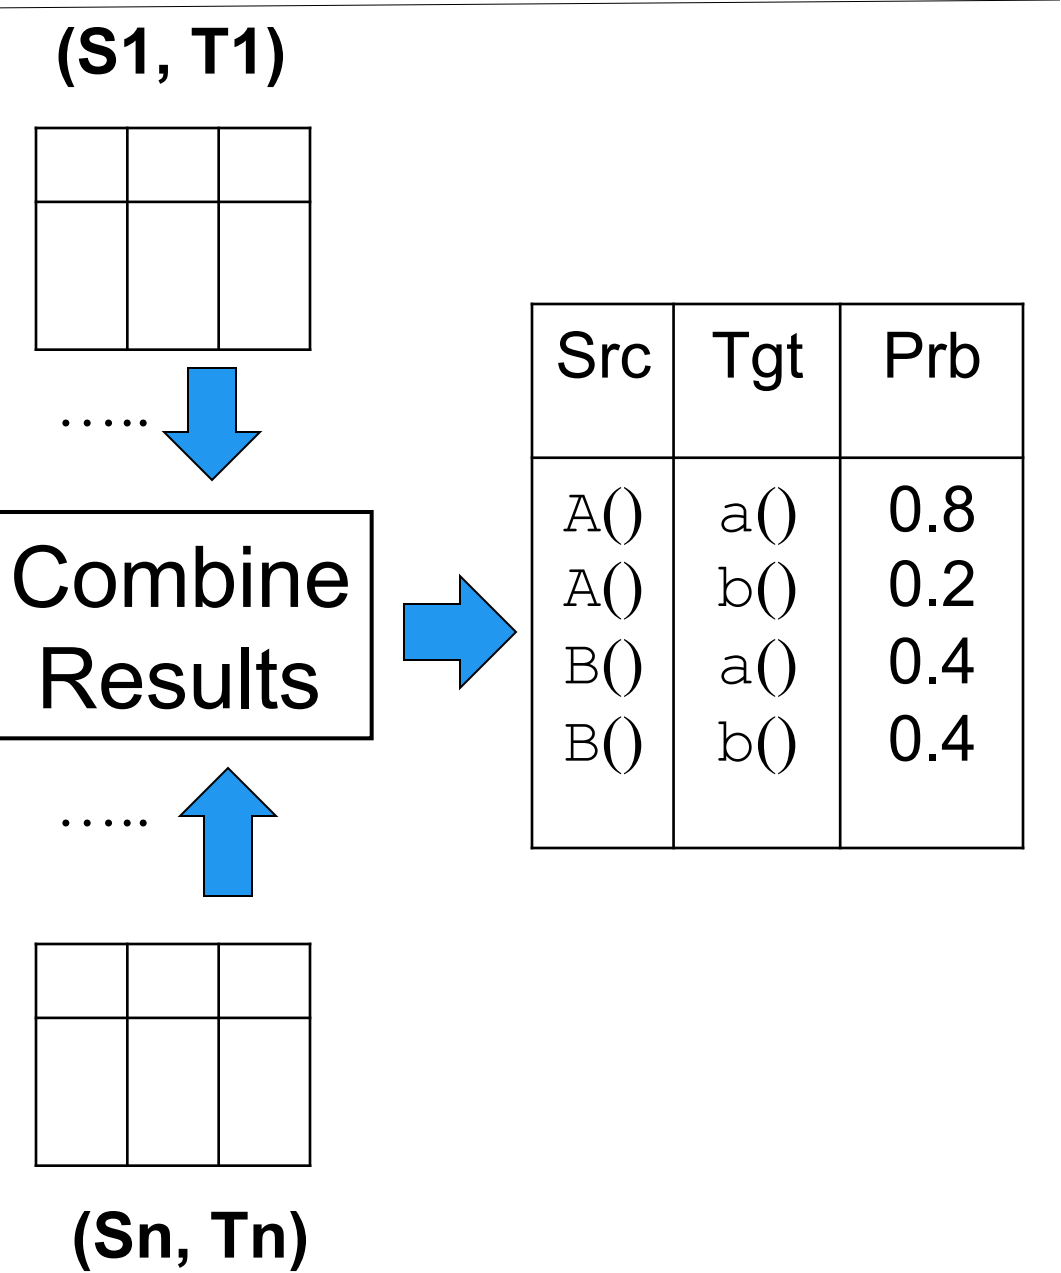 (S1, T1)
…..
Combine
Results
…..
(Sn, Tn)
Src Tgt Prb
A() a() 0.8
A() b() 0.2
B() a() 0.4
B() b() 0.4